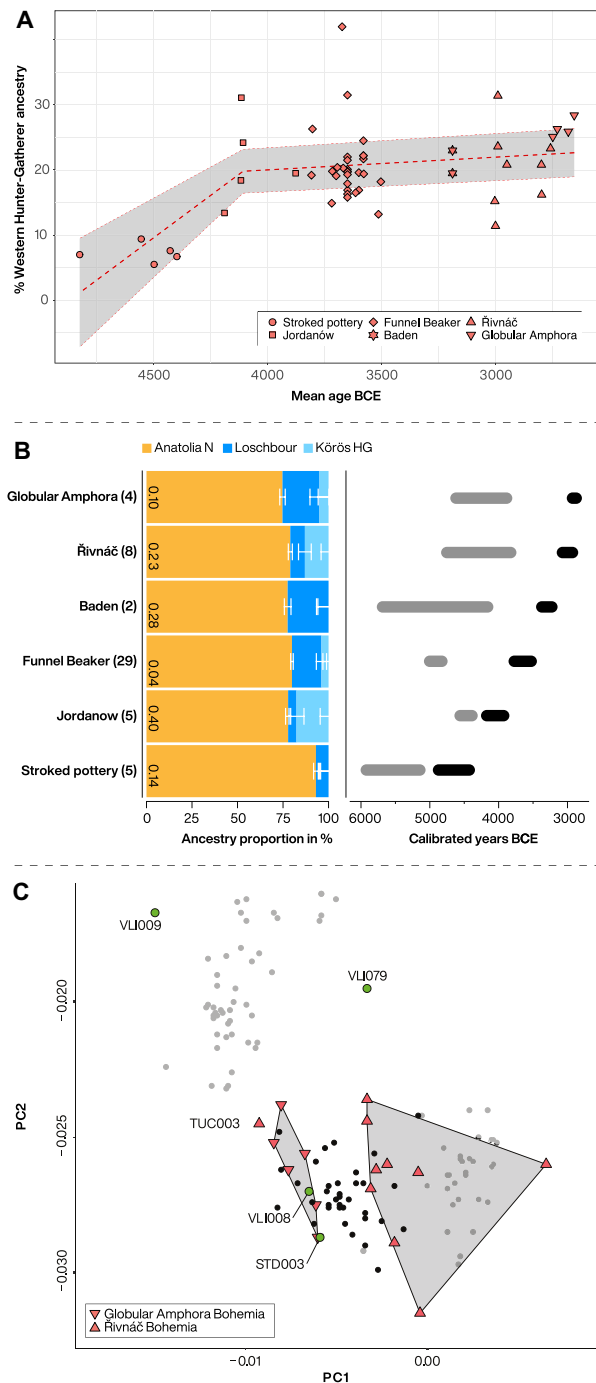 A
% Western Hunter-Gatherer ancestry
30
20
10
0
4500 4000 3500 3000
Mean age BCE
Stroked pottery Funnel Beaker Řivnáč
Jordanów Baden Globular Amphora
B
Anatolia N Loschbour Körös HG
Globular Amphora (4) 0.10
Řivnáč (8) 0.23
Baden (2) 0.28
Funnel Beaker (29) 0.04
Jordanow (5) 0.40
Stroked pottery (5) 0.14
0 25 50 75 100 6000 5000 4000 3000
Ancestry proportion in % Calibrated years BCE
C
VLI009
VLI079
−0.020
PC2
−0.025
TUC003
VLI008
STD003
−0.030
Globular Amphora Bohemia
Řivnáč Bohemia
−0.01 0.00
PC1